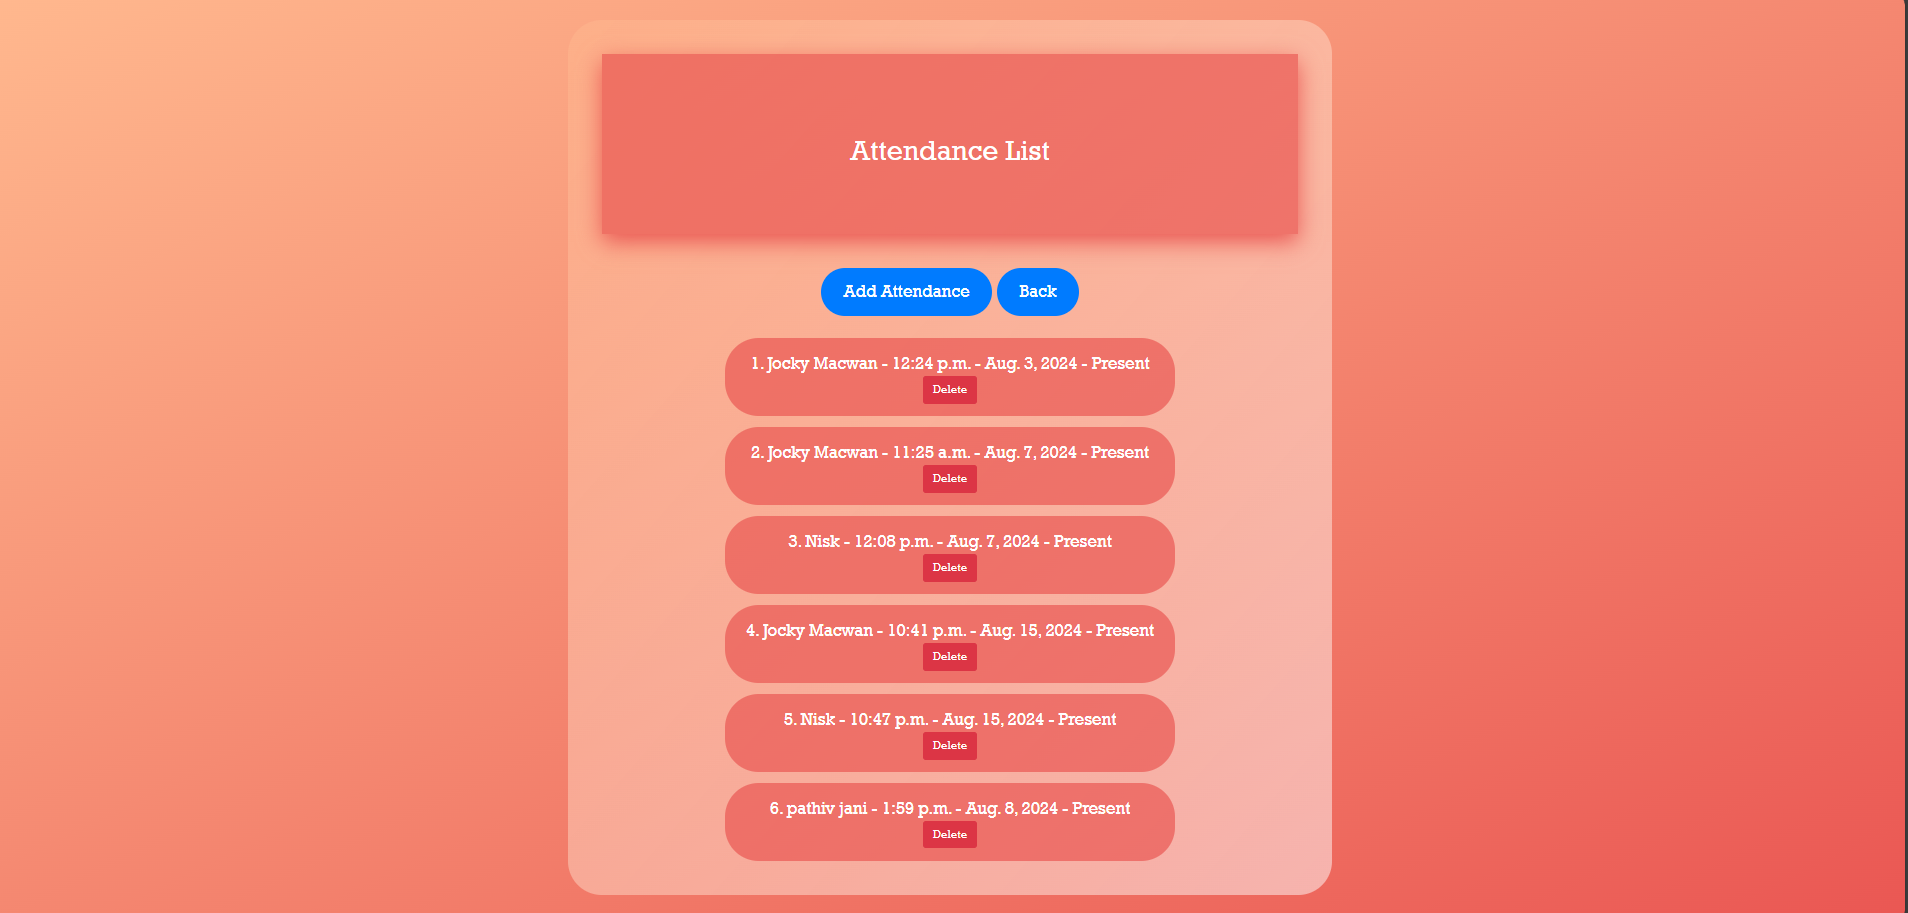 Attendance List
Add Attendance Back
1. Jocky Macwan - 12:24 p.m. - Aug. 3, 2024 - Present
Delete
2. Jocky Macwan - 11:25 a.m. - Aug. 7, 2024 - Present
Delete
3. Nisk - 12:08 p.m. - Aug. 7, 2024 - Present
Delete
4. Jocky Macwan - 10:41 p.m. - Aug. 15, 2024 - Present
Delete
5. Nisk - 10:47 p.m. - Aug. 15, 2024 - Present
Delete
6. pathiv jani - 1:59 p.m. - Aug. 8, 2024 - Present
Delete